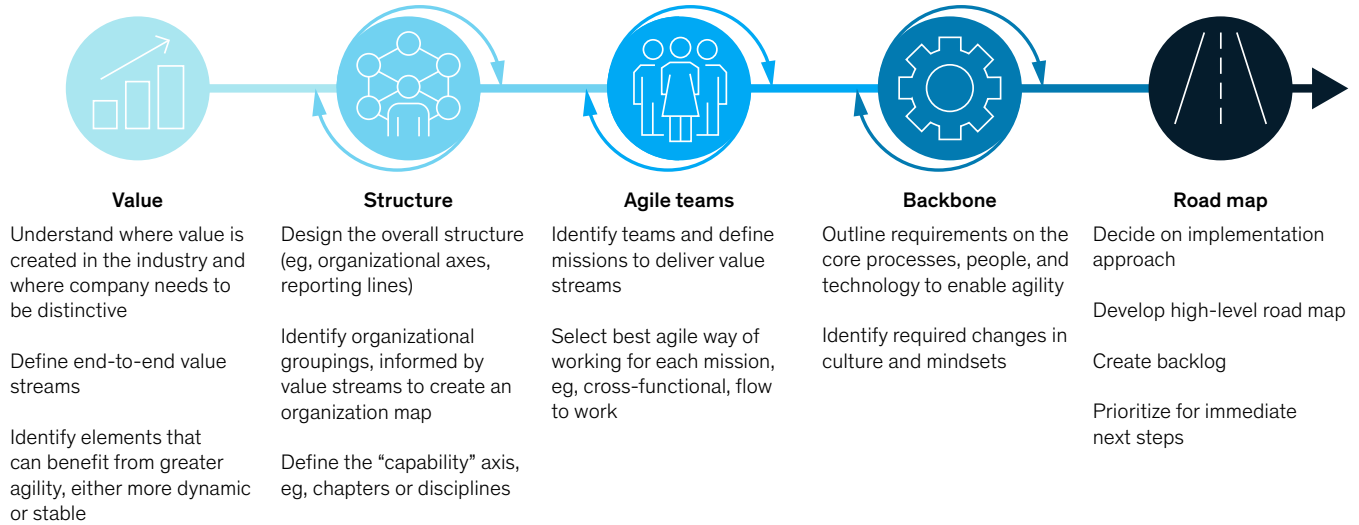 Value
Understand where value is
created in the industry and
where company needs to
be distinctive
Define end-to-end value
streams
Identify elements that
can benefit from greater
agility, either more dynamic
or stable
Structure
Design the overall structure
(eg, organizational axes,
reporting lines)
Identify organizational
groupings, informed by
value streams to create an
organization map
Define the “capability” axis,
eg, chapters or disciplines
Agile teams
Identify teams and define
missions to deliver value
streams
Select best agile way of
working for each mission,
eg, cross-functional, flow
to work
Backbone
Outline requirements on the
core processes, people, and
technology to enable agility
Identify required changes in
culture and mindsets
Road map
Decide on implementation
approach
Develop high-level road map
Create backlog
Prioritize for immediate
next steps